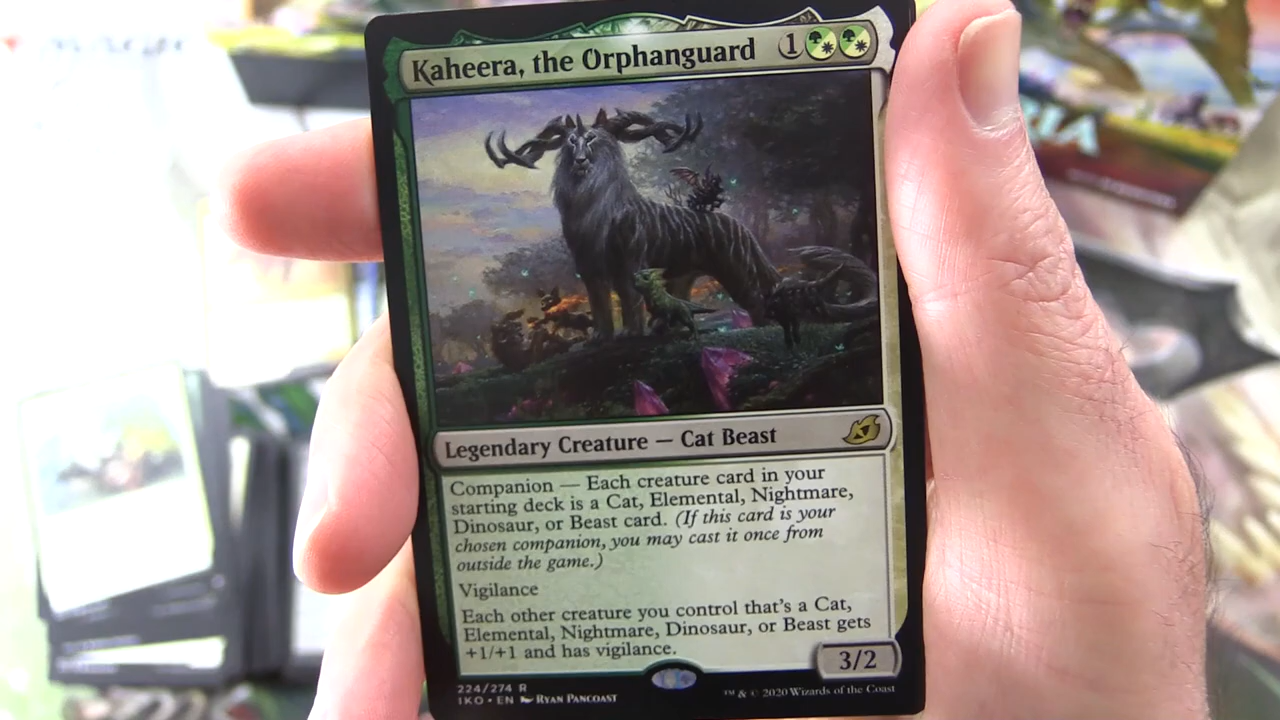 Kaheera, the Orphanguard 1
Legendary Creature — Cat Beast
Companion — Each creature card in your
starting deck is a Cat, Elemental, Nightmare,
Dinosaur, or Beast card. (If this card is your
chosen companion, you may cast it once from
outside the game.)
Vigilance
Each other creature you control that's a Cat,
Elemental, Nightmare, Dinosaur, or Beast gets
+1/+1 and has vigilance.
3/2
224/274 R
IKO • EN RYAN PANCOAST
™ & © 2020 Wizards of the Coast